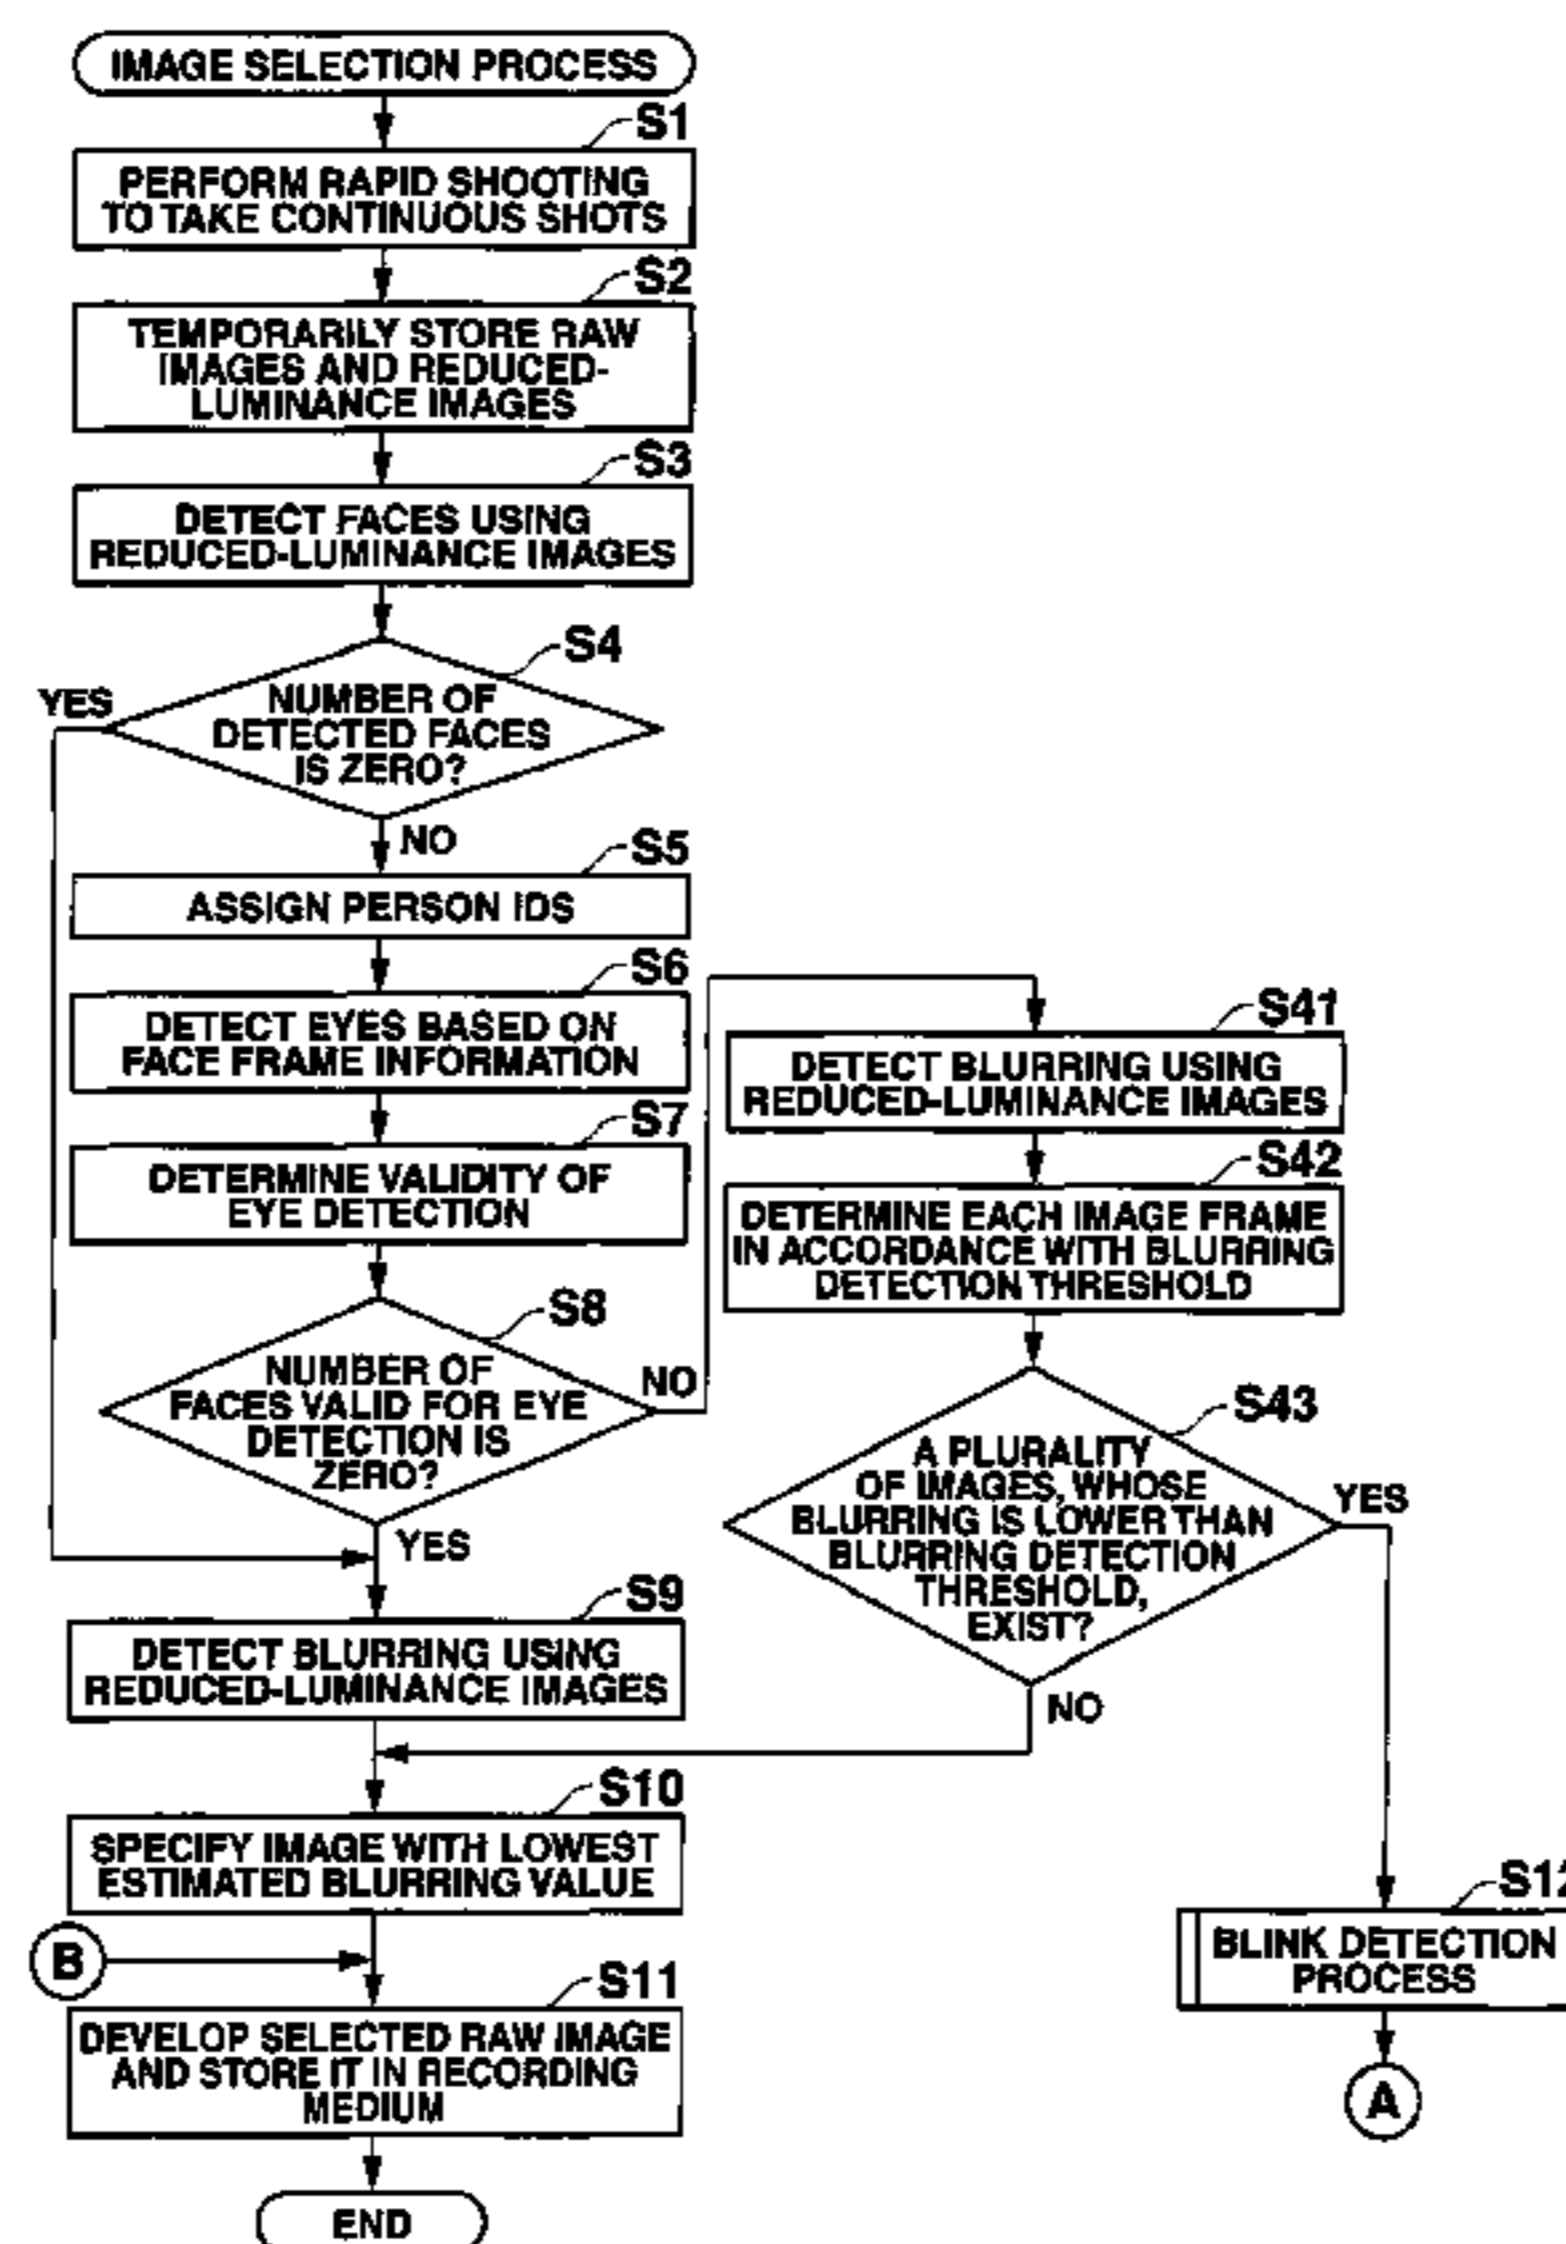 IMAGE SELECTION PROCESS
S1
PERFORM RAPID SHOOTING
TO TAKE CONTINUOUS SHOTS
S2
TEMPORARILY STORE RAW
IMAGES AND REDUCED-
LUMINANCE IMAGES
S3
DETECT FACES USING
REDUCED-LUMINANCE IMAGES
S4
YES
NUMBER OF
DETECTED FACES
IS ZERO?
NO
S5
ASSIGN PERSON IDS
S6
DETECT EYES BASED ON
FACE FRAME INFORMATION
S7
DETERMINE VALIDITY OF
EYE DETECTION
S8
NUMBER OF
FACES VALID FOR EYE
DETECTION IS
ZERO?
NO
YES
S41
DETECT BLURRING USING
REDUCED-LUMINANCE IMAGES
S42
DETERMINE EACH IMAGE FRAME
IN ACCORDANCE WITH BLURRING
DETECTION THRESHOLD
S43
A PLURALITY
OF IMAGES, WHOSE
BLURRING IS LOWER THAN
BLURRING DETECTION
THRESHOLD,
EXIST?
YES
NO
S9
DETECT BLURRING USING
REDUCED-LUMINANCE IMAGES
S10
SPECIFY IMAGE WITH LOWEST
ESTIMATED BLURRING VALUE
B
S11
DEVELOP SELECTED RAW IMAGE
AND STORE IT IN RECORDING
MEDIUM
END
S12
BLINK DETECTION
PROCESS
A